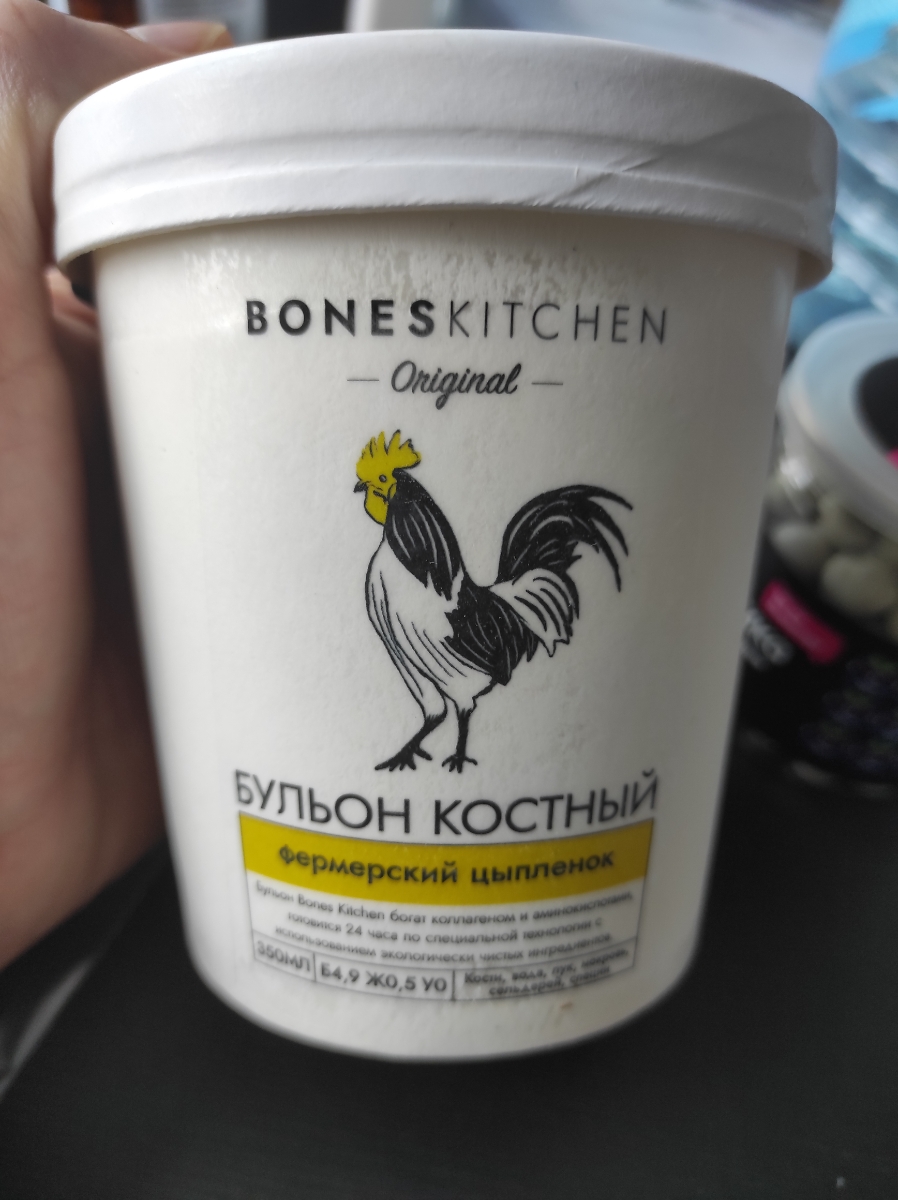 BONESKITCHEN
— Original —
БУЛЬОН КОСТНЫЙ
фермерский цыпленок
Бульон Bones Kitchen богат коллагеном и аминокислотами,
готовится 24 часа по специальной технологии с
использованием экологически чистых ингредиентов
350МЛ
Б4,9 Ж0,5 У0
Кости, вода, лук, морковь,
сельдерей, специи